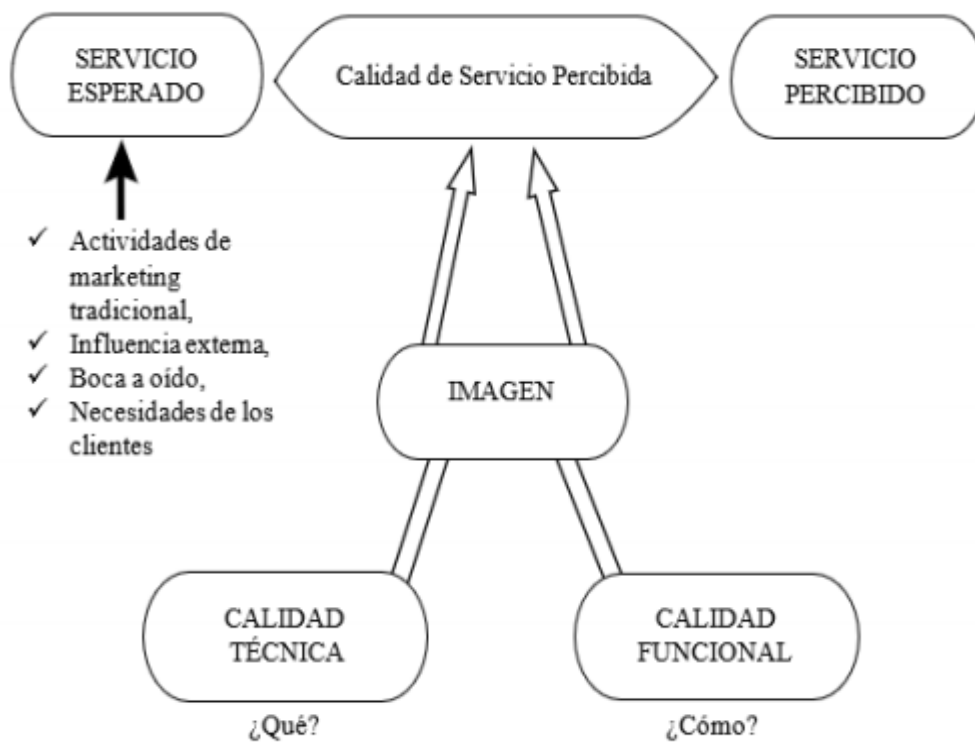 SERVICIO
ESPERADO
Calidad de Servicio Percibida
SERVICIO
PERCIBIDO
✓ Actividades de
marketing
tradicional,
✓ Influencia externa,
✓ Boca a oído,
✓ Necesidades de los
clientes
IMAGEN
CALIDAD
TÉCNICA
CALIDAD
FUNCIONAL
¿Qué?
¿Cómo?